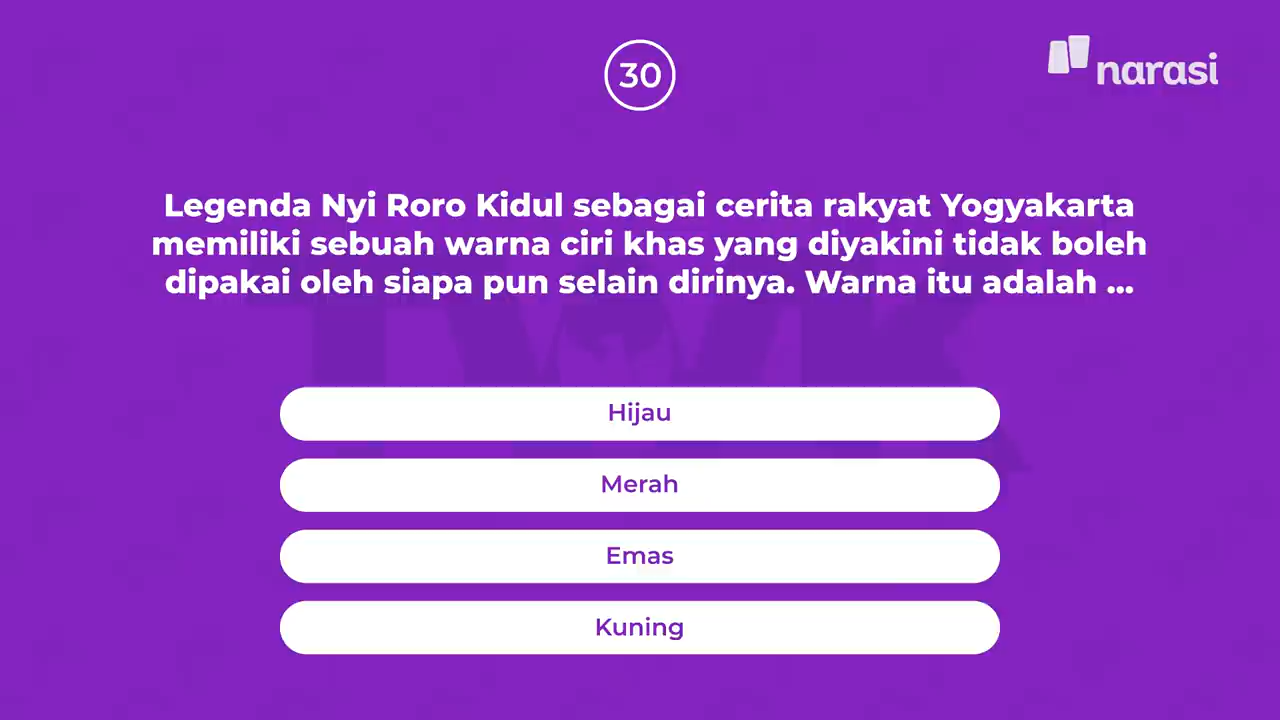 30
narasi
Legenda Nyi Roro Kidul sebagai cerita rakyat Yogyakarta
memiliki sebuah warna ciri khas yang diyakini tidak boleh
dipakai oleh siapa pun selain dirinya. Warna itu adalah ...
TWK
Hijau
Merah
Emas
Kuning